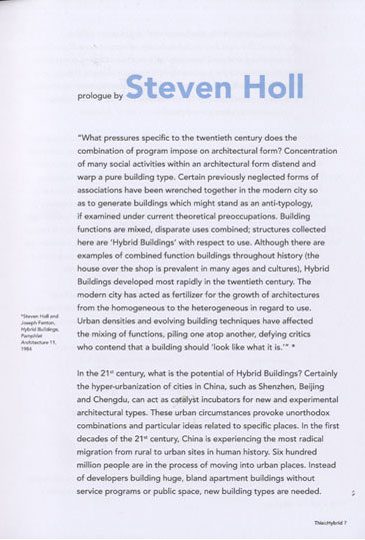 prologue by Steven Holl
"What pressures specific to the twentieth century does the
combination of program impose on architectural form? Concentration
of many social activities within an architectural form distend and
warp a pure building type. Certain previously neglected forms of
associations have been wrenched together in the modern city so
as to generate buildings which might stand as an anti-typology,
if examined under current theoretical preoccupations. Building
functions are mixed, disparate uses combined; structures collected
here are 'Hybrid Buildings' with respect to use. Although there are
examples of combined function buildings throughout history (the
house over the shop is prevalent in many ages and cultures), Hybrid
Buildings developed most rapidly in the twentieth century. The
modern city has acted as fertilizer for the growth of architectures
from the homogeneous to the heterogeneous in regard to use.
Urban densities and evolving building techniques have affected
the mixing of functions, piling one atop another, defying critics
who contend that a building should 'look like what it is.'" *
*Steven Holl and
Joseph Fenton,
Hybrid Buildings,
Pamphlet
Architecture 11,
1984
In the 21st century, what is the potential of Hybrid Buildings? Certainly
the hyper-urbanization of cities in China, such as Shenzhen, Beijing
and Chengdu, can act as catalyst incubators for new and experimental
architectural types. These urban circumstances provoke unorthodox
combinations and particular ideas related to specific places. In the first
decades of the 21st century, China is experiencing the most radical
migration from rural to urban sites in human history. Six hundred
million people are in the process of moving into urban places. Instead
of developers building huge, bland apartment buildings without
service programs or public space, new building types are needed.
This is Hybrid 7